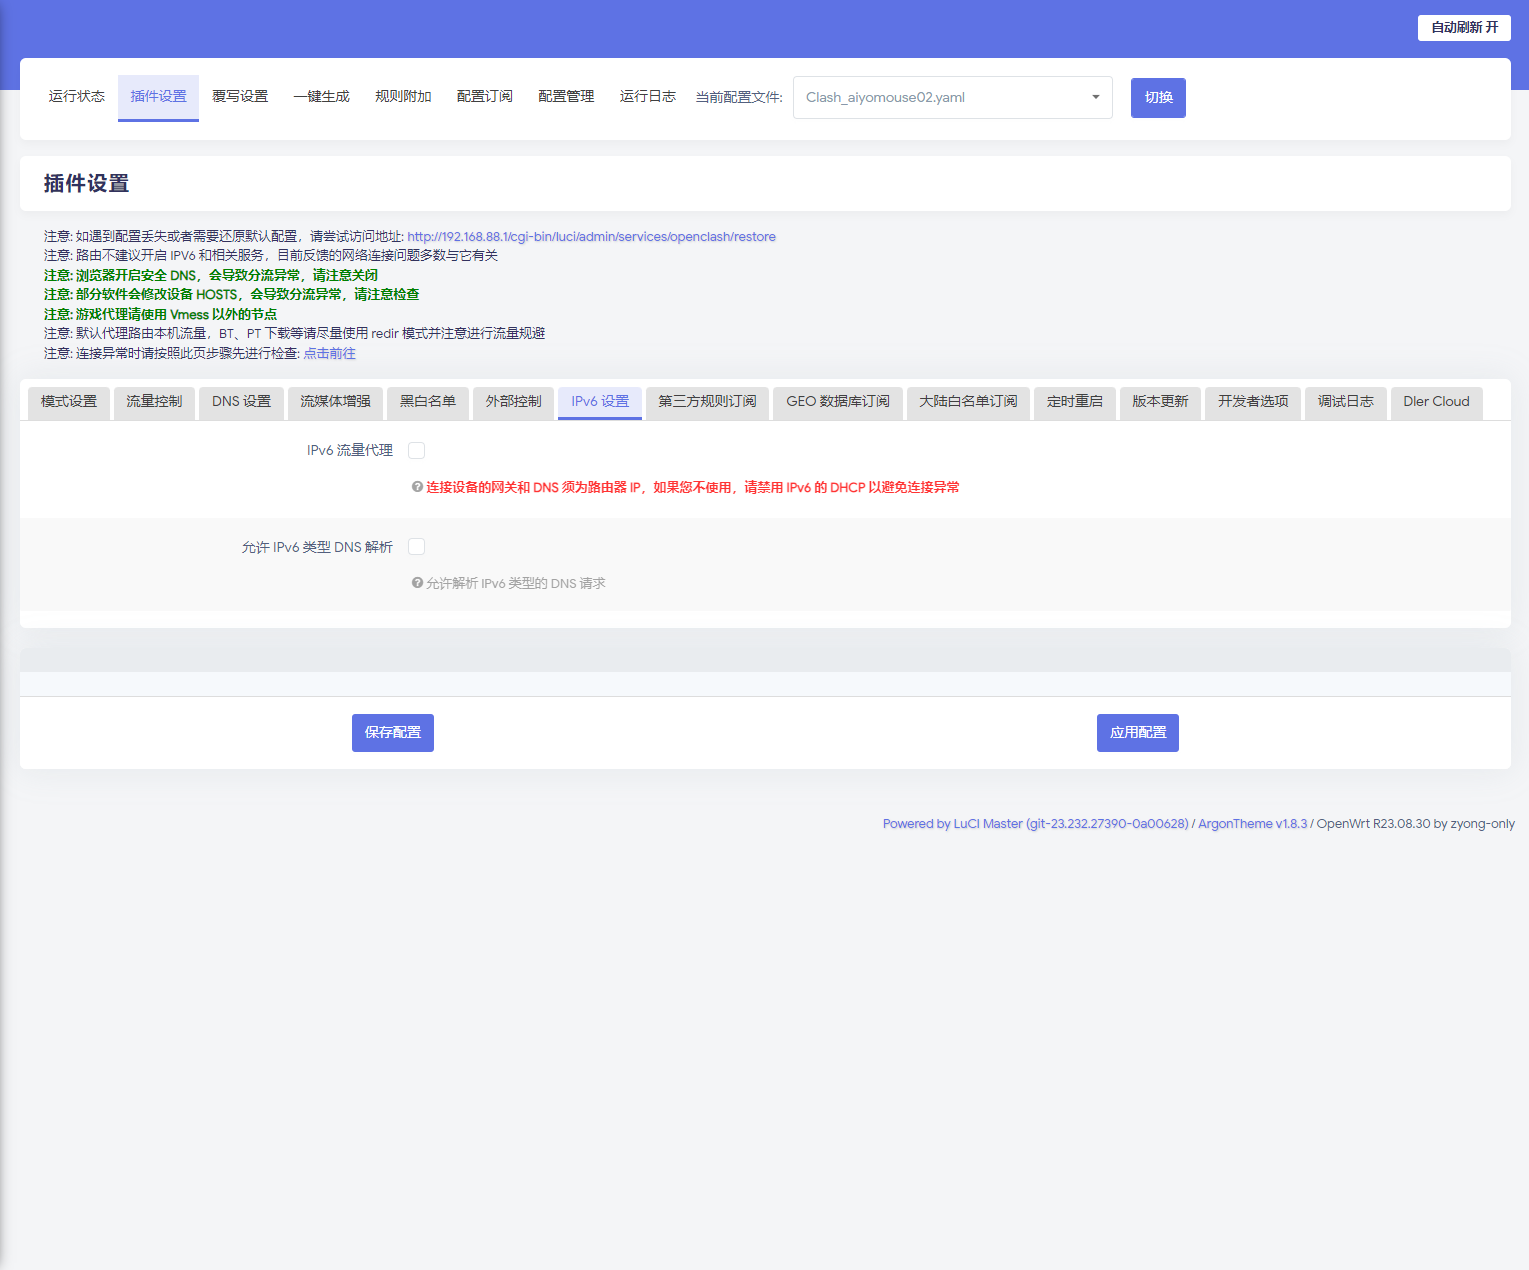 自动刷新 开
运行状态 插件设置 覆写设置 一键生成 规则附加 配置订阅 配置管理 运行日志 当前配置文件: Clash_aiyomouse02.yaml 切换
插件设置
注意: 如遇到配置丢失或者需要还原默认配置，请尝试访问地址: http://192.168.88.1/cgi-bin/luci/admin/services/openclash/restore
注意: 路由不建议开启 IPV6 和相关服务，目前反馈的网络连接问题多数与它有关
注意: 浏览器开启安全 DNS，会导致分流异常，请注意关闭
注意: 部分软件会修改设备 HOSTS，会导致分流异常，请注意检查
注意: 游戏代理请使用 Vmess 以外的节点
注意: 默认代理路由本机流量，BT、PT 下载等请尽量使用 redir 模式并注意进行流量规避
注意: 连接异常时请按照此页步骤先进行检查: 点击前往
模式设置 流量控制 DNS 设置 流媒体增强 黑白名单 外部控制 IPv6 设置 第三方规则订阅 GEO 数据库订阅 大陆白名单订阅 定时重启 版本更新 开发者选项 调试日志 Dler Cloud
IPv6 流量代理
连接设备的网关和 DNS 须为路由器 IP，如果您不使用，请禁用 IPv6 的 DHCP 以避免连接异常
允许 IPv6 类型 DNS 解析
允许解析 IPv6 类型的 DNS 请求
保存配置 应用配置
Powered by LuCI Master (git-23.232.27390-0a00628) / ArgonTheme v1.8.3 / OpenWrt R23.08.30 by zyong-only